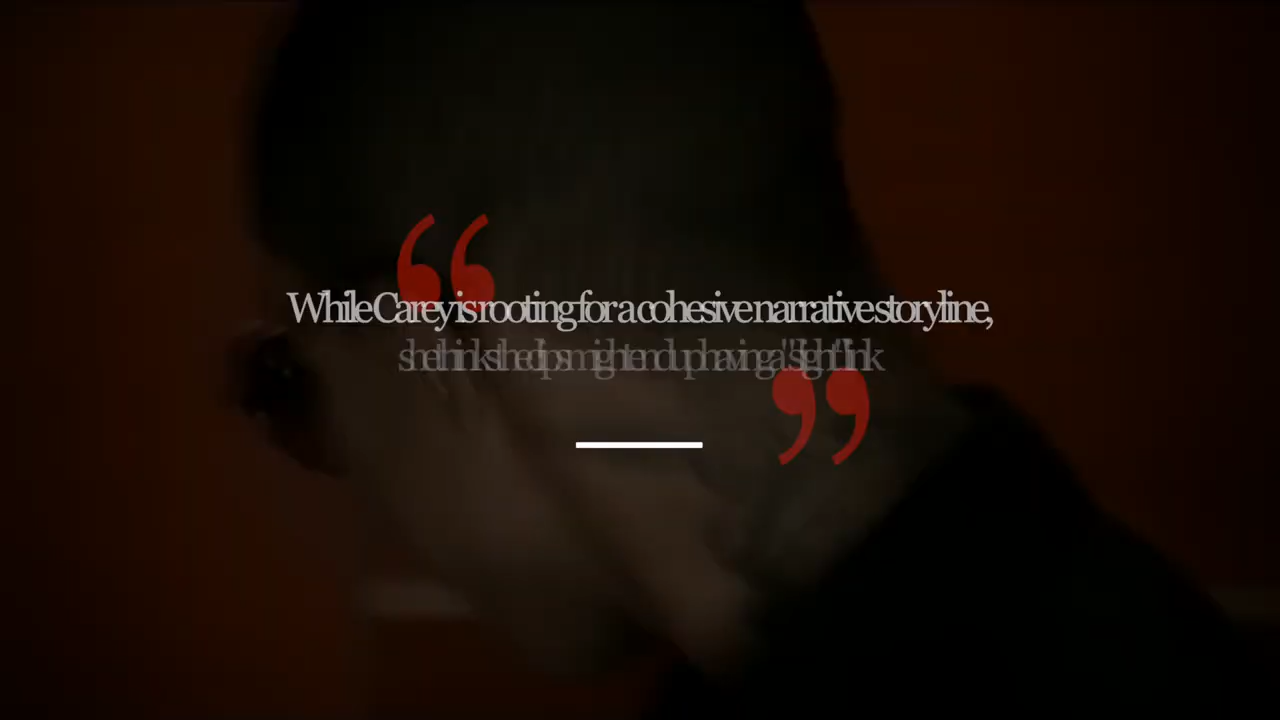 While Carey is rooting for a cohesive narrative storyline,
she thinks the clips might end up having a "slight" link